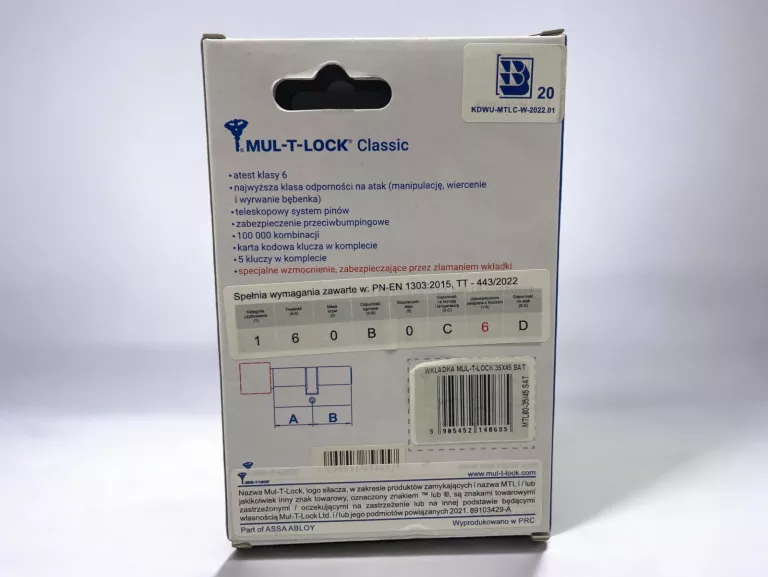 B 20
KDWU-MTLC-W-2022.01
MUL-T-LOCK® Classic
• atest klasy 6
• najwyższa klasa odporności na atak (manipulację, wiercenie
i wyrwanie bębenka)
• teleskopowy system pinów
• zabezpieczenie przeciwbumpingowe
• 100 000 kombinacji
• karta kodowa klucza w komplecie
• 5 kluczy w komplecie
• specjalne wzmocnienie, zabezpieczające przez złamaniem wkładki
Spełnia wymagania zawarte w: PN-EN 1303:2015, TT - 443/2022
1 6 0 B 0 C 6 D
A B
WKŁADKA MUL-T-LOCK 35X45 SAT
MTL80-35/45 SAT
5 905452 148665
MUL-T-LOCK
www.mul-t-lock.com
Nazwa Mul-T-Lock, logo siłacza, w zakresie produktów zamykających i nazwa MTL I / lub
jakikolwiek inny znak towarowy, oznaczony znakiem ™ lub ®, są znakami towarowymi
zastrzeżonymi / oczekującymi na zastrzeżenie lub na innej podstawie będącymi
własnością Mul-T-Lock Ltd. i / lub jego podmiotów powiązanych 2021. 89103429-A
Part of ASSA ABLOY
Wyprodukowano w PRC